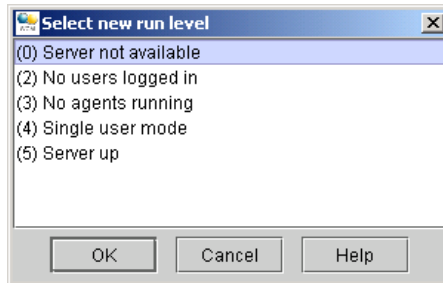 Select new run level
(0) Server not available
(2) No users logged in
(3) No agents running
(4) Single user mode
(5) Server up
OK Cancel Help